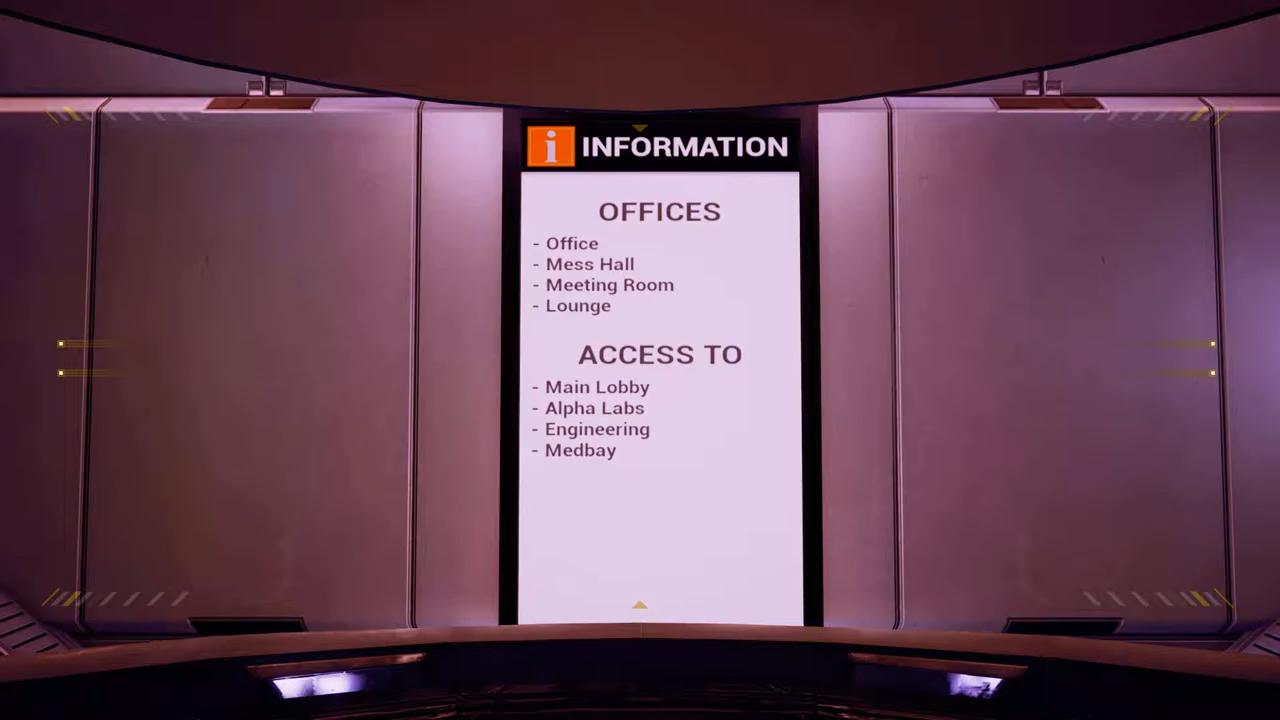 i INFORMATION
OFFICES
- Office
- Mess Hall
- Meeting Room
- Lounge
ACCESS TO
- Main Lobby
- Alpha Labs
- Engineering
- Medbay